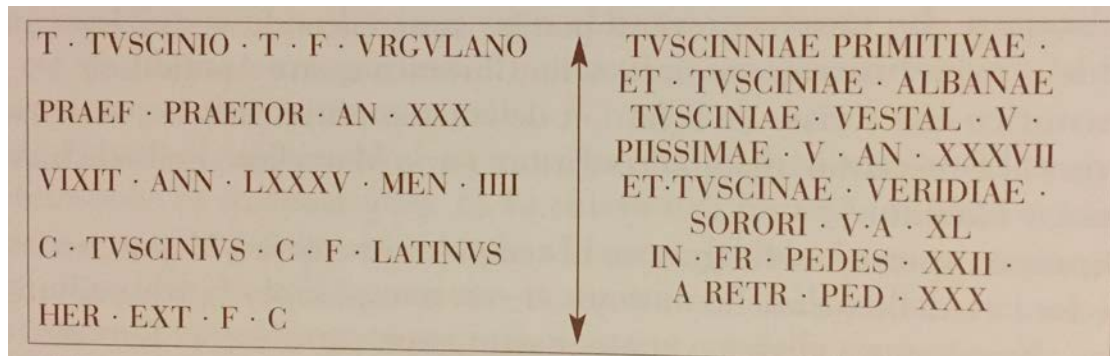 T · TVSCINIO · T · F · VRGVLANO
PRAEF · PRAETOR · AN · XXX
VIXIT · ANN · LXXXV · MEN · IIII
C · TVSCINIVS · C · F · LATINVS
HER · EXT · F · C
TVSCINNIAE PRIMITIVAE ·
ET · TVSCINIAE · ALBANAE
TVSCINIAE · VESTAL · V
PIISSIMAE · V · AN · XXXVII
ET·TVSCINAE · VERIDIAE ·
SORORI · V·A · XL
IN · FR · PEDES · XXII ·
A RETR · PED · XXX